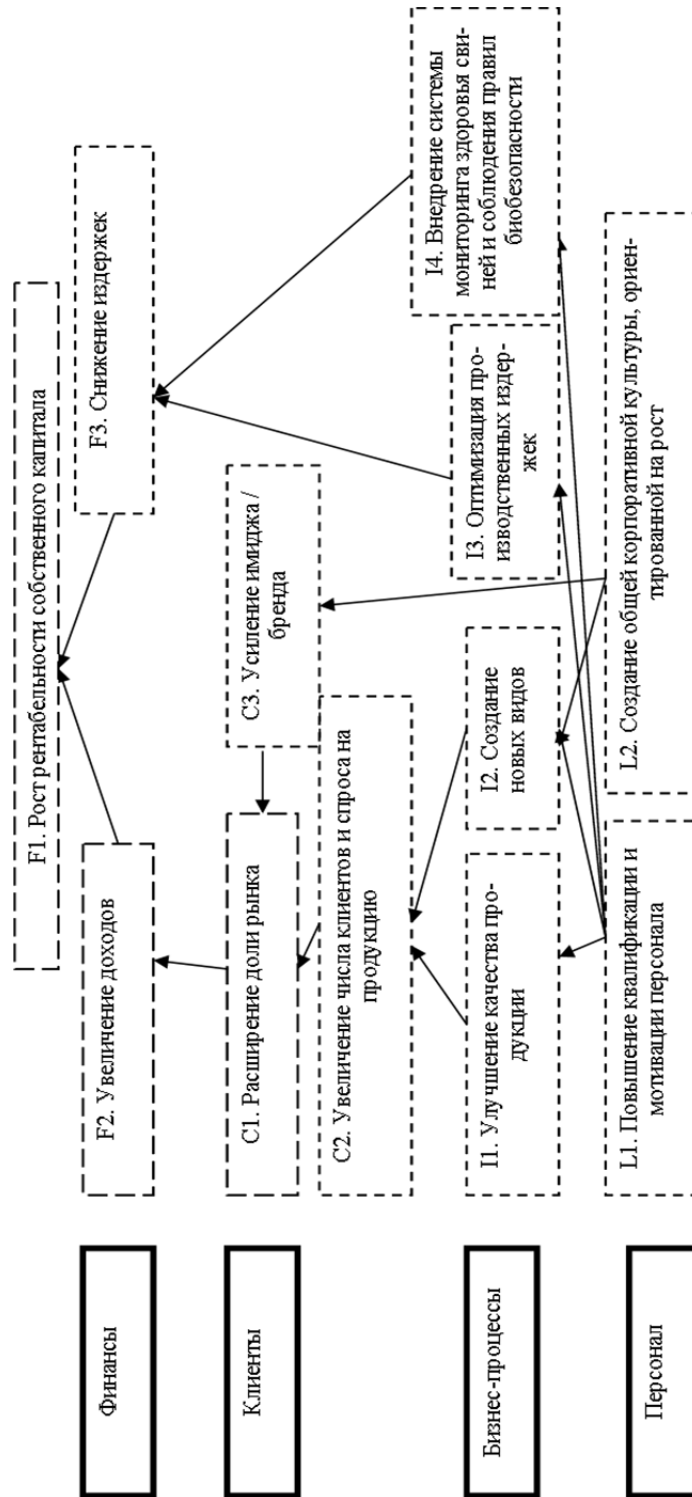 Финансы
F1. Рост рентабельности собственного капитала
F2. Увеличение доходов
F3. Снижение издержек
Клиенты
C1. Расширение доли рынка
C3. Усиление имиджа /
бренда
C2. Увеличение числа клиентов и спроса на
продукцию
Бизнес-процессы
I1. Улучшение качества про-
дукции
I2. Создание
новых видов
I3. Оптимизация про-
изводственных издер-
жек
I4. Внедрение системы
мониторинга здоровья сви-
ней и соблюдения правил
биобезопасности
Персонал
L1. Повышение квалификации и
мотивации персонала
L2. Создание общей корпоративной культуры, ориен-
тированной на рост